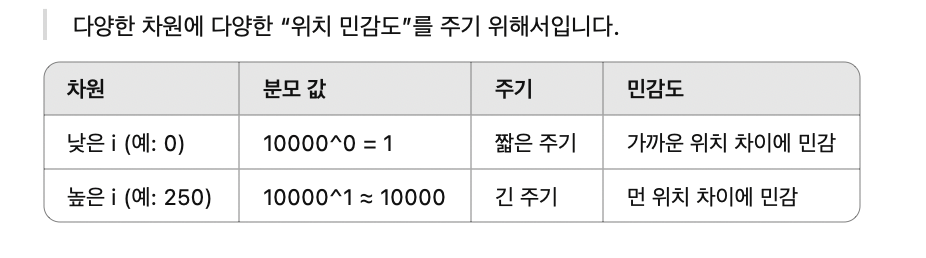 다양한 차원에 다양한 “위치 민감도”를 주기 위해서입니다.
차원 분모 값 주기 민감도
낮은 i (예: 0) 10000^0 = 1 짧은 주기 가까운 위치 차이에 민감
높은 i (예: 250) 10000^1 ≈ 10000 긴 주기 먼 위치 차이에 민감